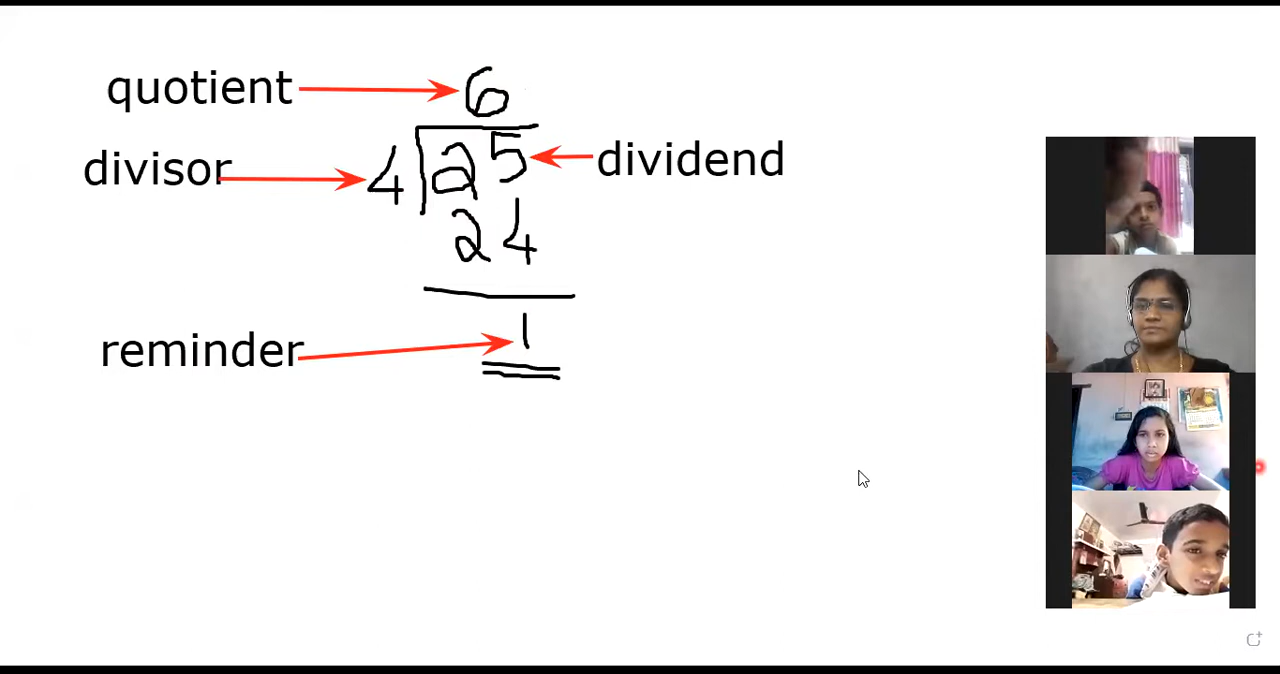 quotient 6
divisor 4 25 dividend
24
reminder 1